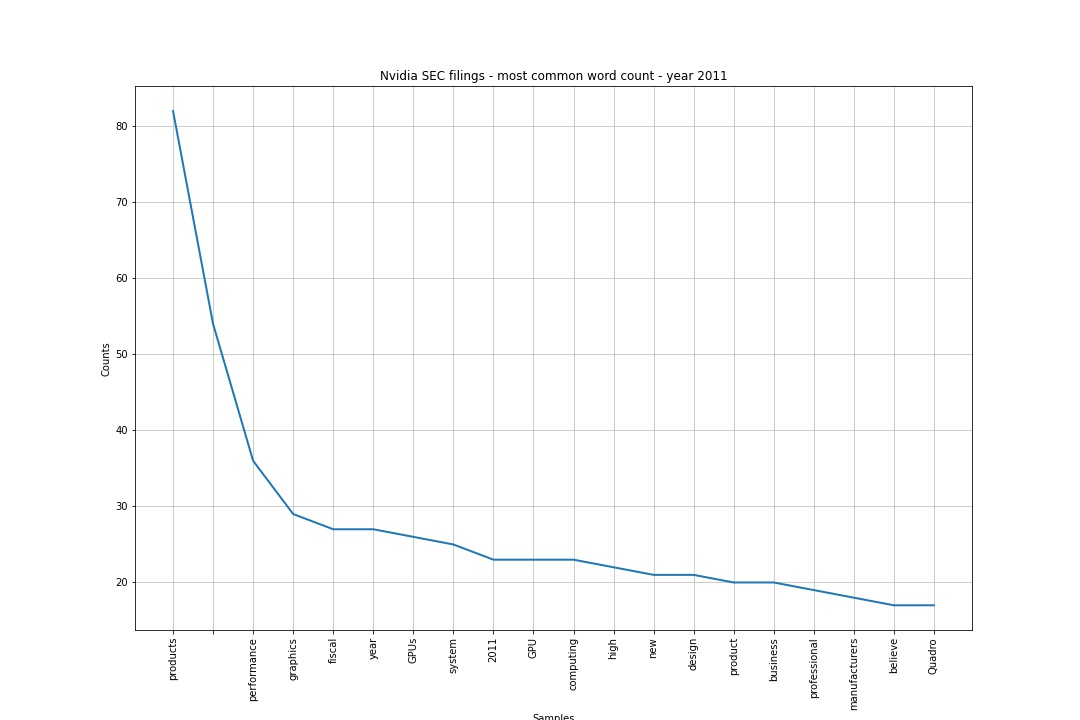 Nvidia SEC filings - most common word count - year 2011
80
70
60
50
40
30
20
Counts
products
performance
graphics
fiscal
year
GPUs
system
2011
GPU
computing
high
new
design
product
business
professional
manufacturers
believe
Quadro
Samples